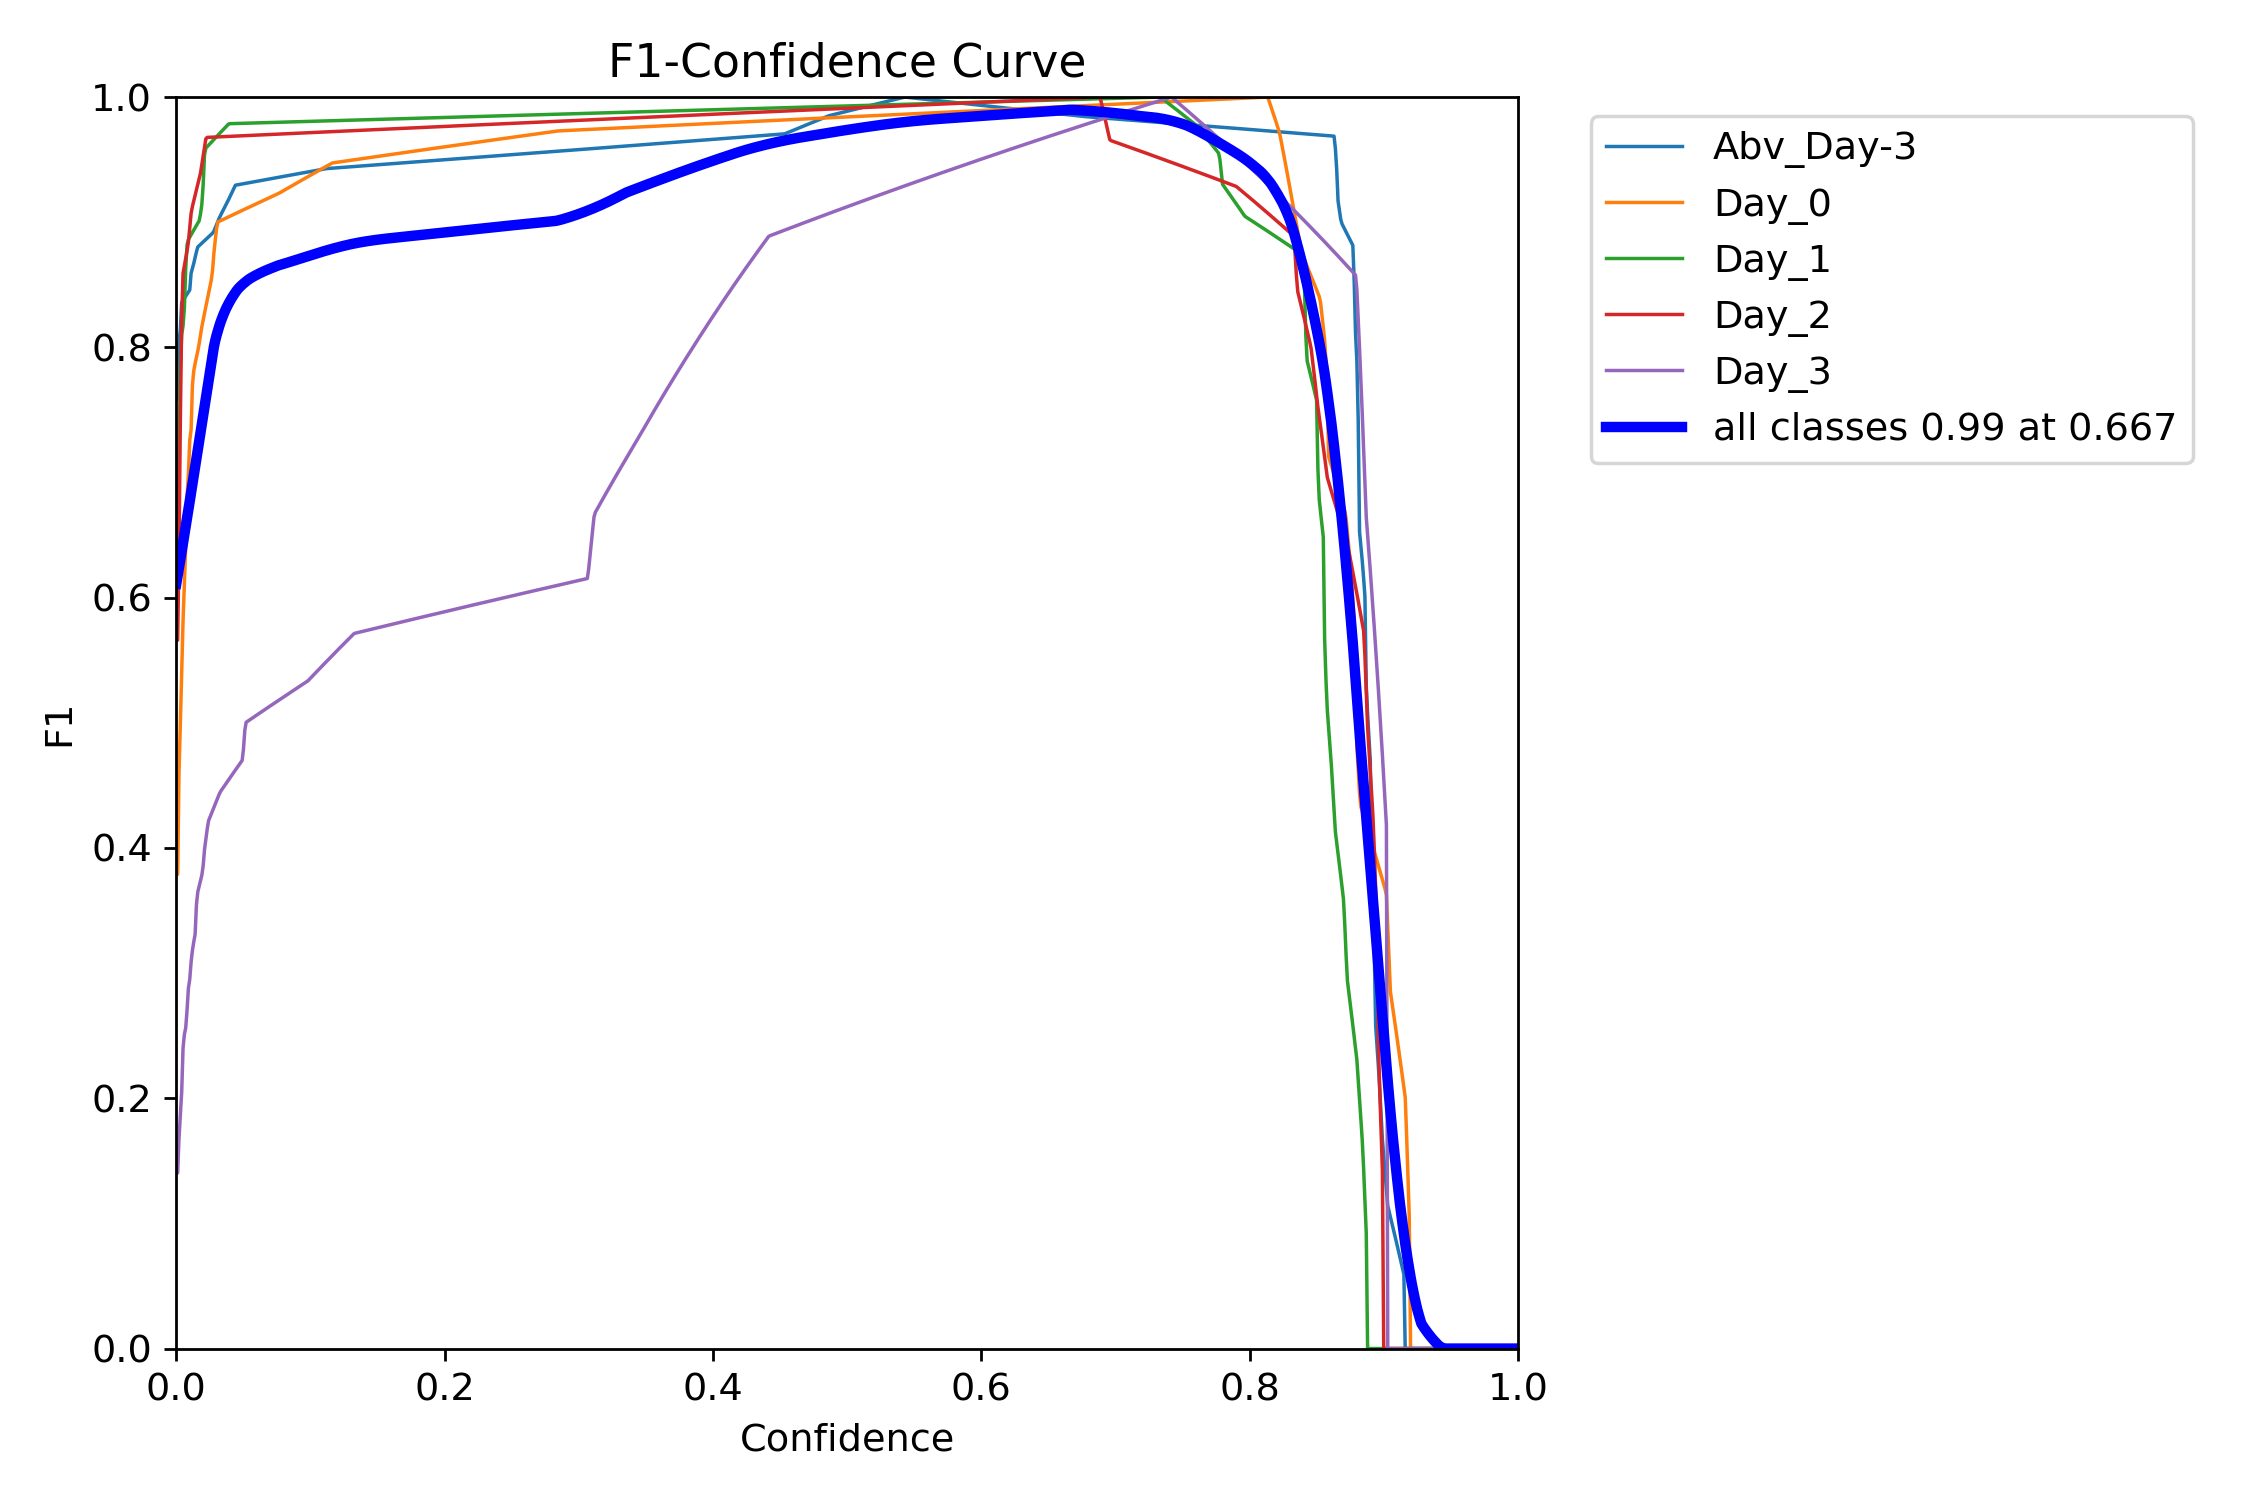 F1-Confidence Curve
1.0
0.8
0.6
0.4
0.2
0.0
F1
0.0 0.2 0.4 0.6 0.8 1.0
Confidence
Abv_Day-3
Day_0
Day_1
Day_2
Day_3
all classes 0.99 at 0.667